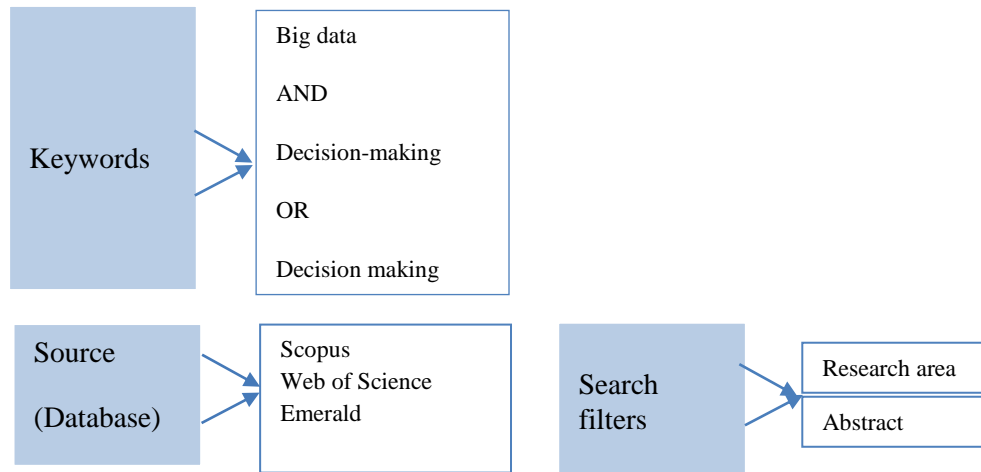 Keywords
Big data
AND
Decision-making
OR
Decision making
Source
(Database)
Scopus
Web of Science
Emerald
Search
filters
Research area
Abstract